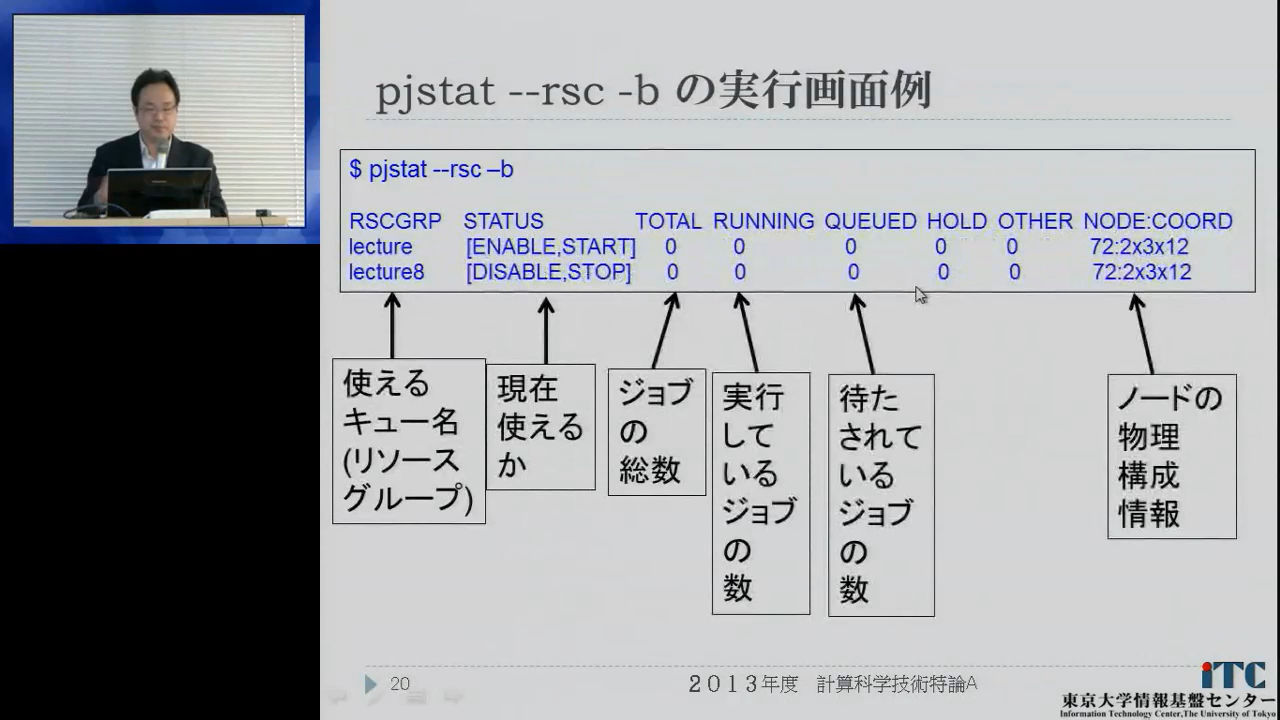 pjstat --rsc -b の実行画面例
$ pjstat --rsc –b
RSCGRP STATUS TOTAL RUNNING QUEUED HOLD OTHER NODE:COORD
lecture [ENABLE,START] 0 0 0 0 0 72:2x3x12
lecture8 [DISABLE,STOP] 0 0 0 0 0 72:2x3x12
使える
キュー名
(リソース
グループ)
現在
使える
か
ジョブ
の
総数
実行
して
いる
ジョブ
の
数
待た
されて
いる
ジョブ
の
数
ノードの
物理
構成
情報
20
２０１３年度 計算科学技術特論A
iTC
東京大学情報基盤センター
Information Technology Center,The University of Tokyo